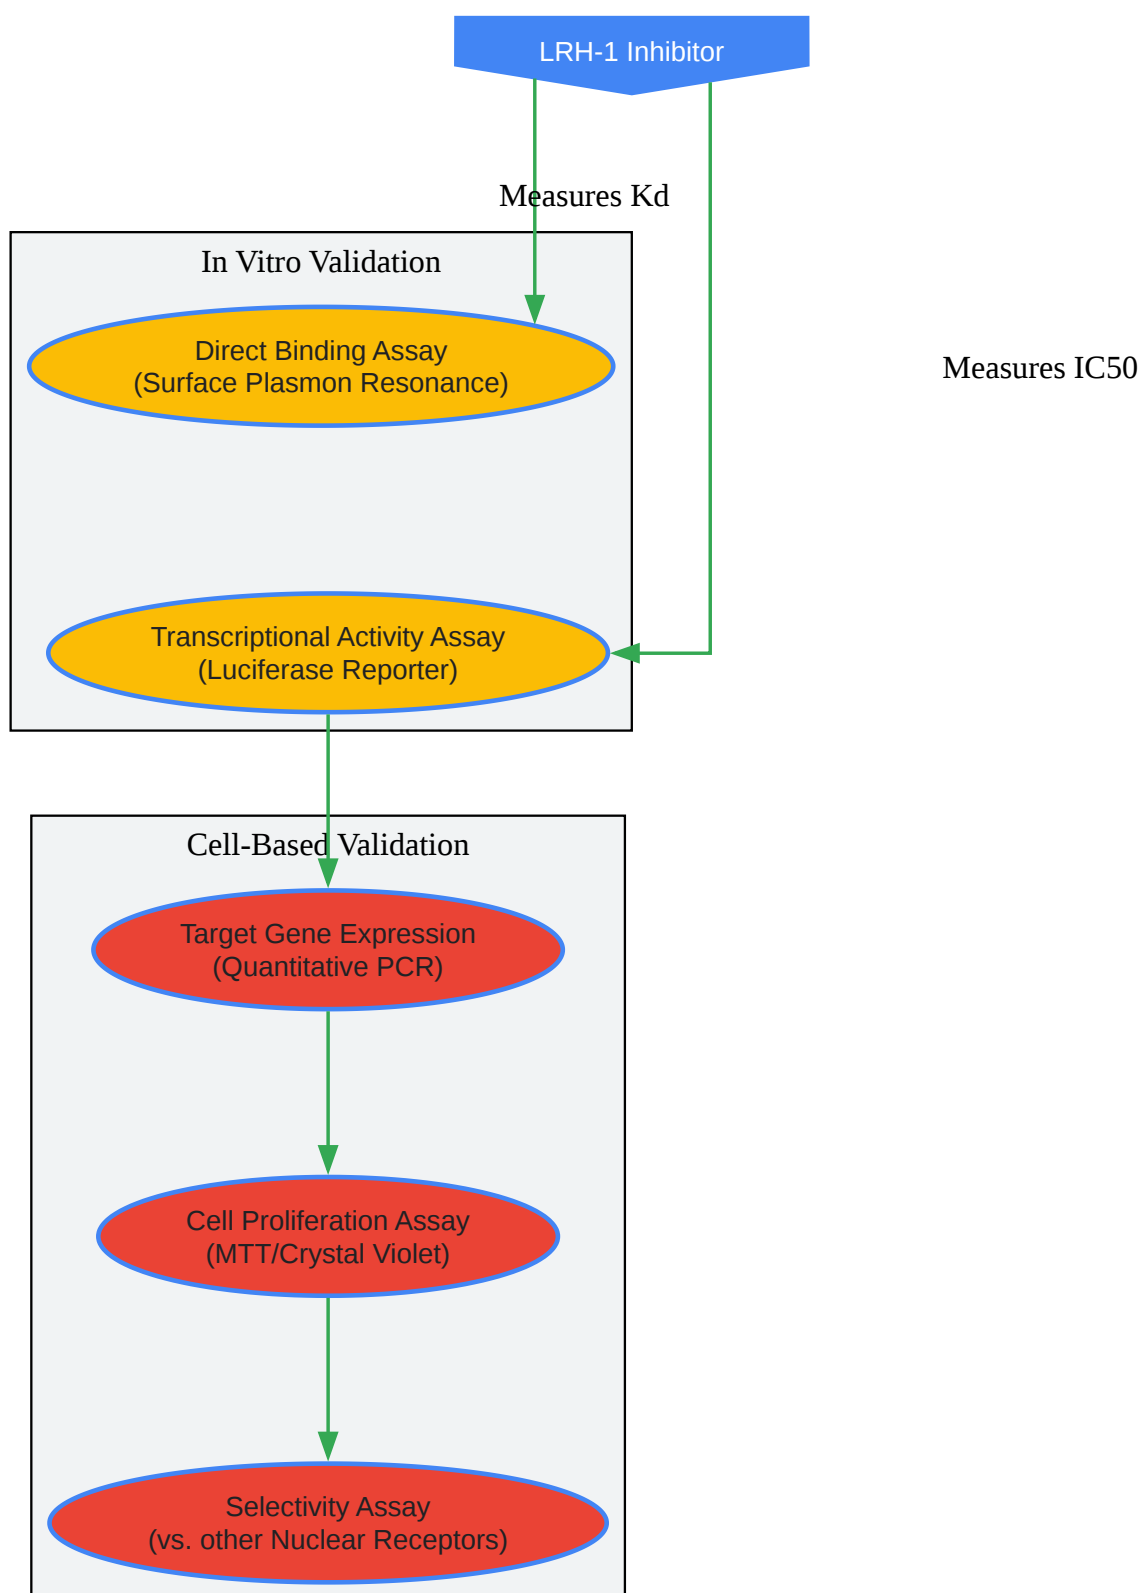 LRH-1 Inhibitor
Measures Kd
In Vitro Validation
Direct Binding Assay
(Surface Plasmon Resonance)
Measures IC50
Transcriptional Activity Assay
(Luciferase Reporter)
Cell-Based Validation
Target Gene Expression
(Quantitative PCR)
Cell Proliferation Assay
(MTT/Crystal Violet)
Selectivity Assay
(vs. other Nuclear Receptors)